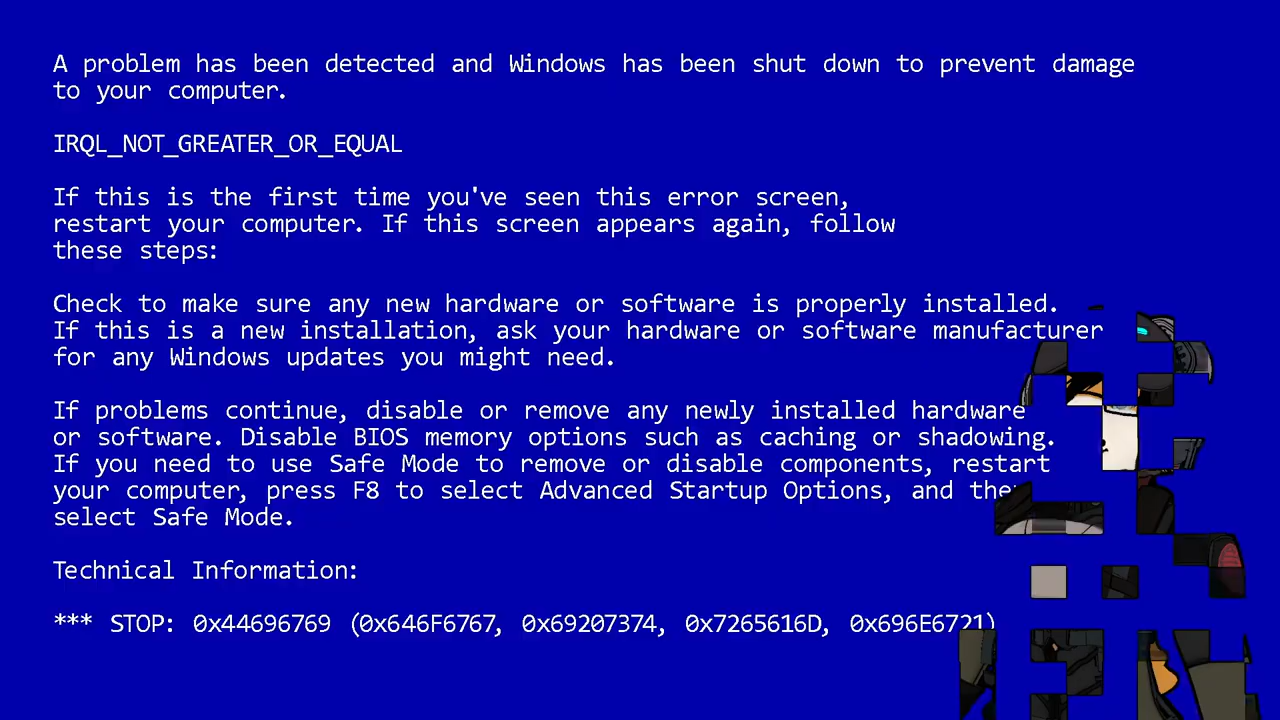 A problem has been detected and Windows has been shut down to prevent damage
to your computer.
IRQL_NOT_GREATER_OR_EQUAL
If this is the first time you've seen this error screen,
restart your computer. If this screen appears again, follow
these steps:
Check to make sure any new hardware or software is properly installed.
If this is a new installation, ask your hardware or software manufacturer
for any Windows updates you might need.
If problems continue, disable or remove any newly installed hardware
or software. Disable BIOS memory options such as caching or shadowing.
If you need to use Safe Mode to remove or disable components, restart
your computer, press F8 to select Advanced Startup Options, and then
select Safe Mode.
Technical Information:
*** STOP: 0x44696769 (0x646F6767, 0x69207374, 0x7265616D, 0x696E6721)